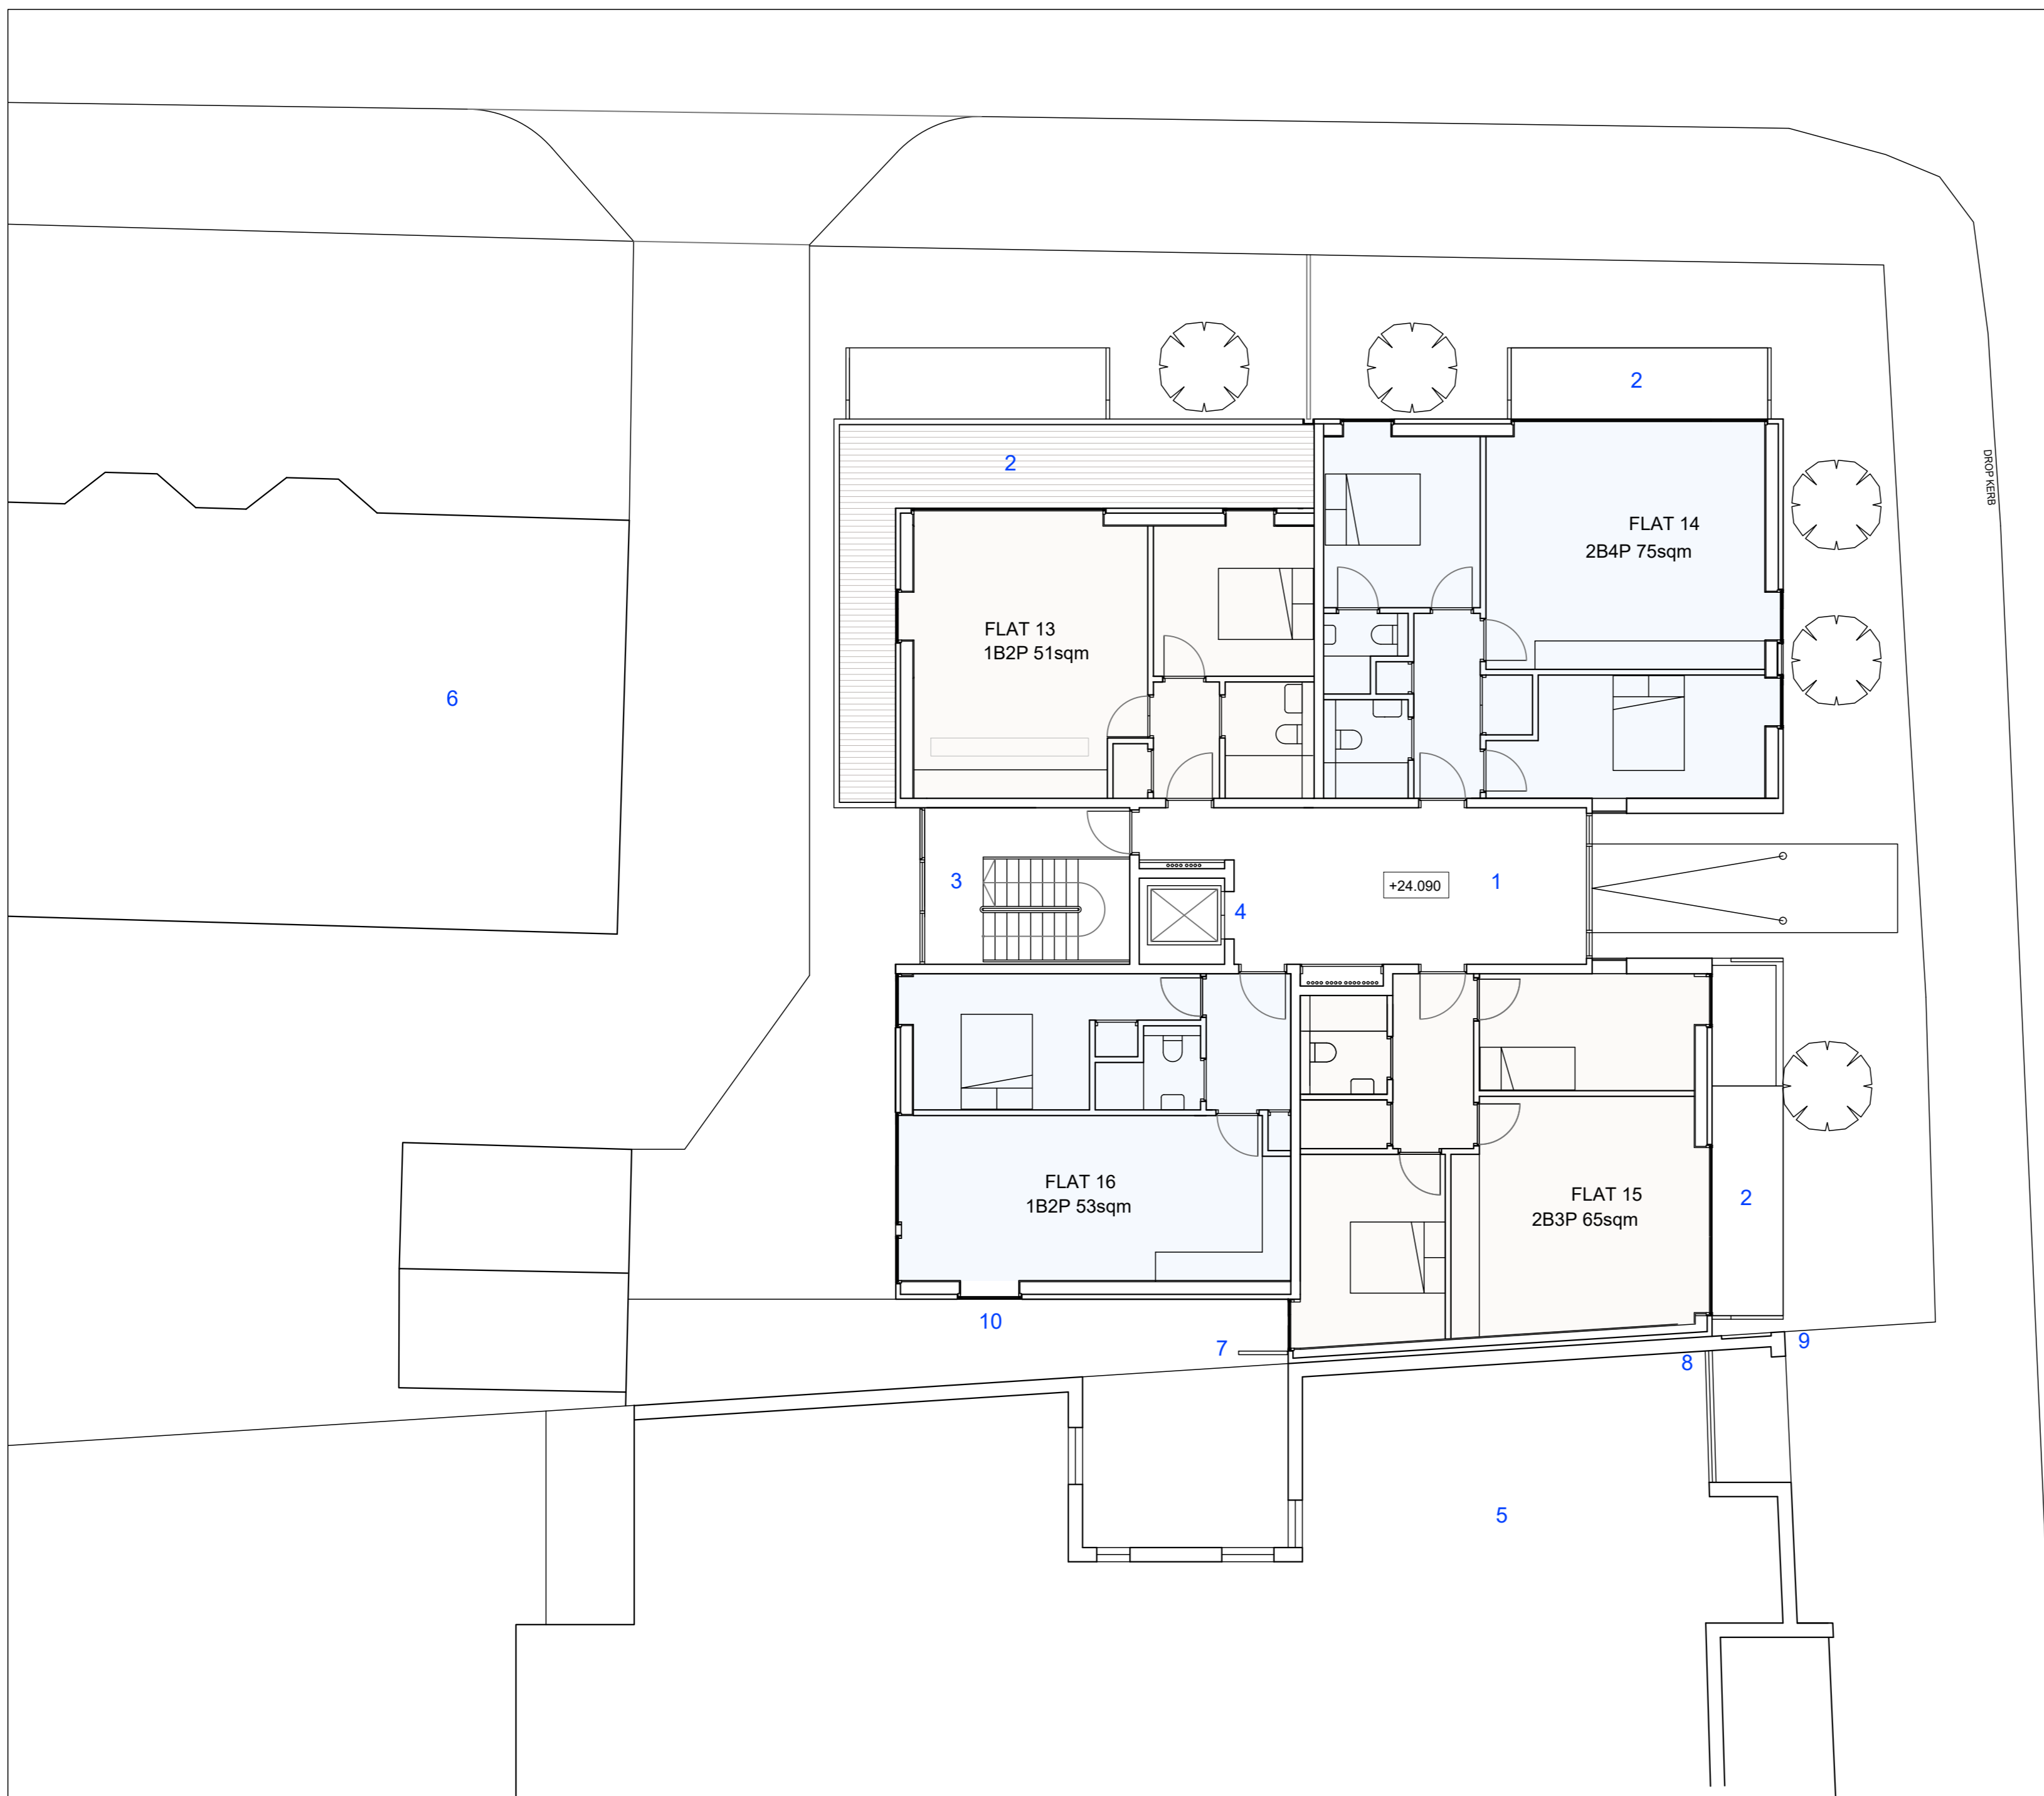 2
2
DROP KERB
FLAT 14
2B4P 75sqm
FLAT 13
1B2P 51sqm
6
3
+24.090
1
4
FLAT 16
1B2P 53sqm
FLAT 15
2B3P 65sqm
2
10
7
8
9
5